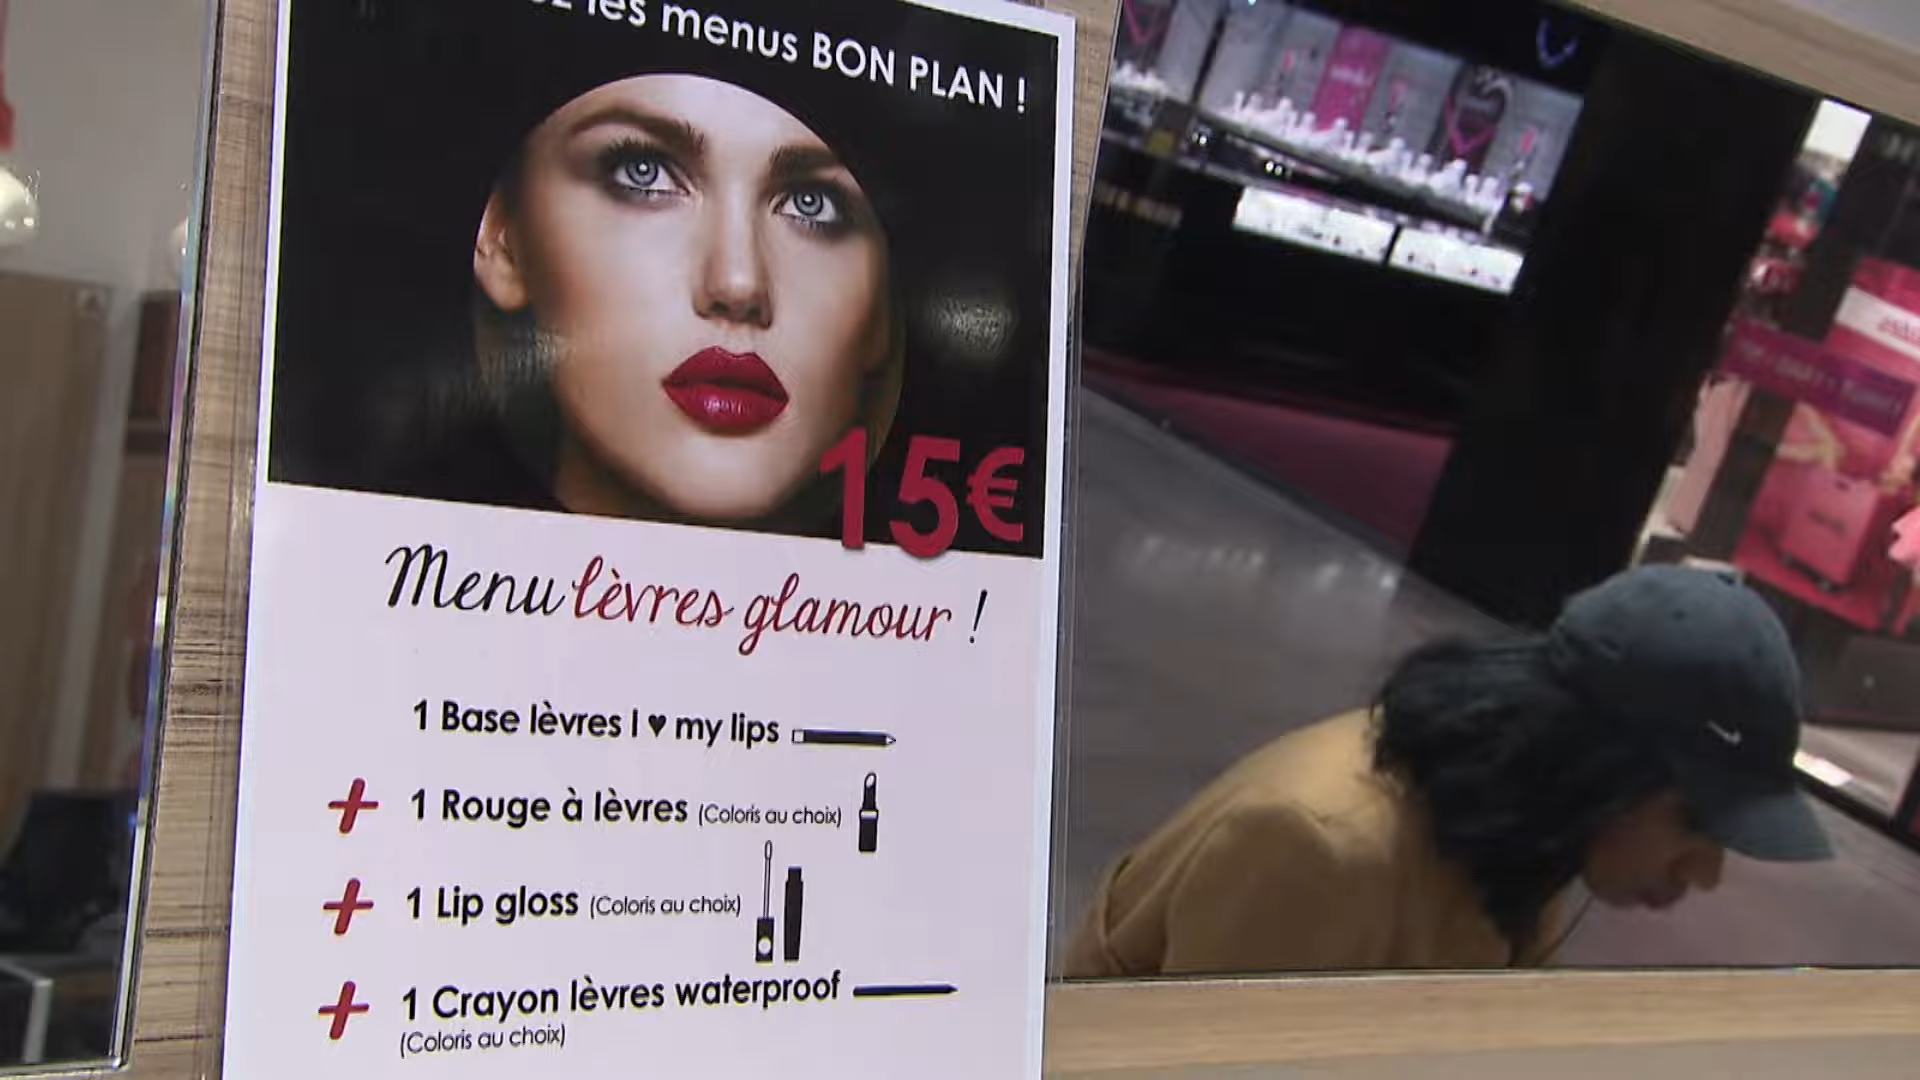 les menus BON PLAN !
15€
Menu lèvres glamour !
1 Base lèvres I ♥ my lips
+ 1 Rouge à lèvres (Coloris au choix)
+ 1 Lip gloss (Coloris au choix)
+ 1 Crayon lèvres waterproof
(Coloris au choix)